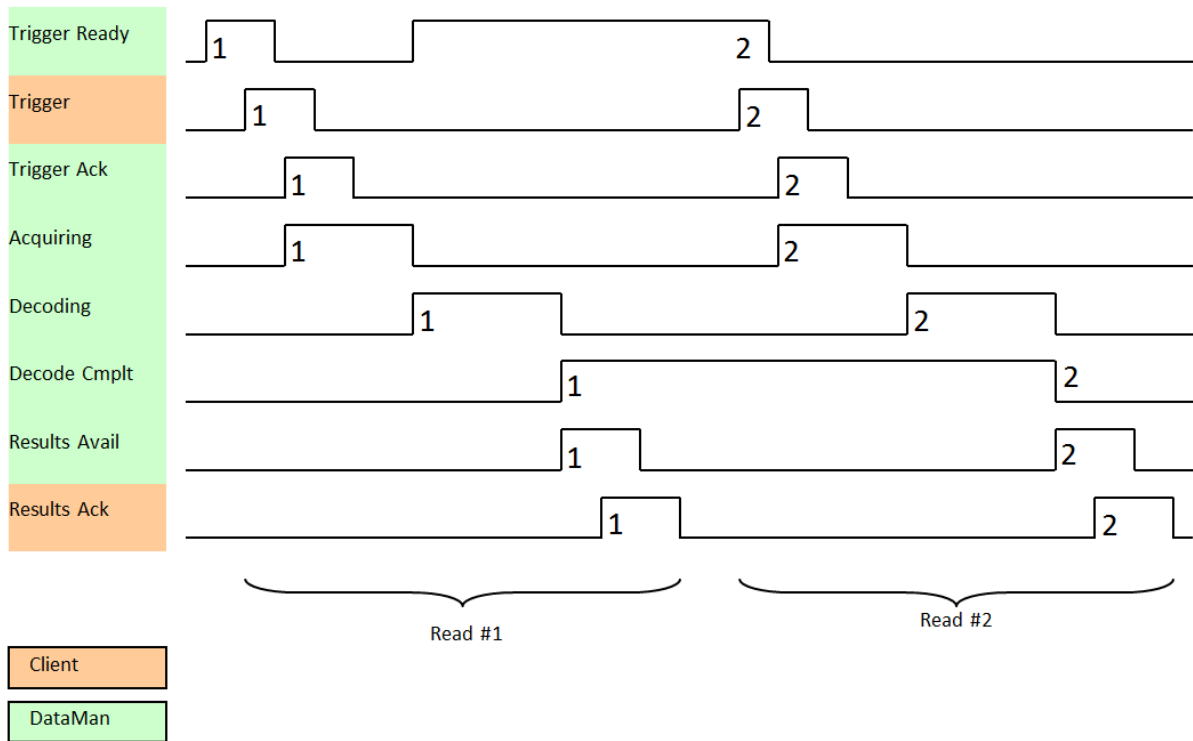 Trigger Ready
1 2
Trigger
1 2
Trigger Ack
1 2
Acquiring
1 2
Decoding
1 2
Decode Cmplt
1 2
Results Avail
1 2
Results Ack
1 2
Read #1 Read #2
Client
DataMan